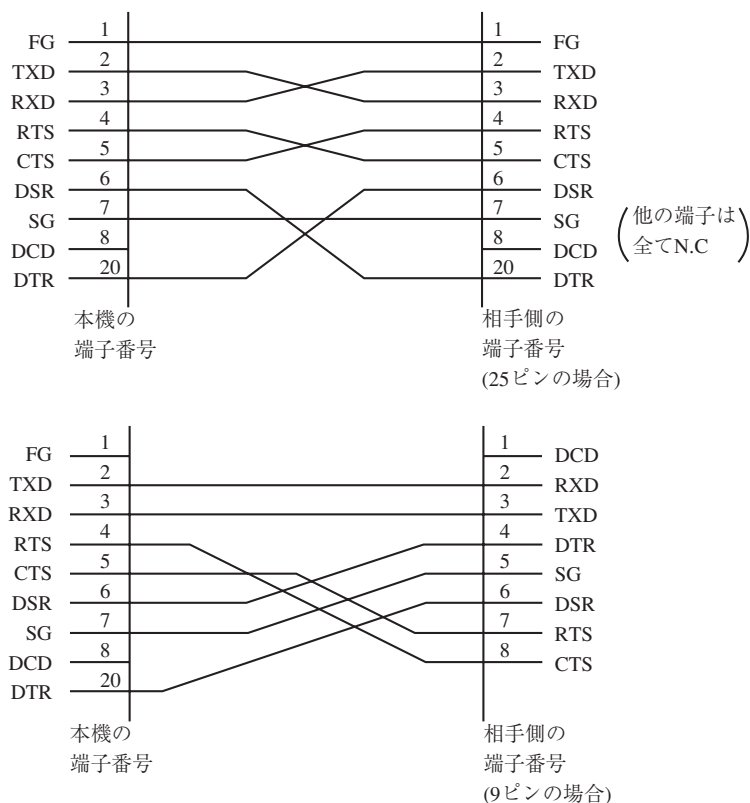 FG 1 1 FG
TXD 2 2 TXD
RXD 3 3 RXD
RTS 4 4 RTS
CTS 5 5 CTS
DSR 6 6 DSR
SG 7 7 SG
DCD 8 8 DCD
DTR 20 20 DTR
(他の端子は
全てN.C)
本機の
端子番号
相手側の
端子番号
(25ピンの場合)
FG 1 1 DCD
TXD 2 2 RXD
RXD 3 3 TXD
RTS 4 4 DTR
CTS 5 5 SG
DSR 6 6 DSR
SG 7 7 RTS
DCD 8 8 CTS
DTR 20
本機の
端子番号
相手側の
端子番号
(9ピンの場合)